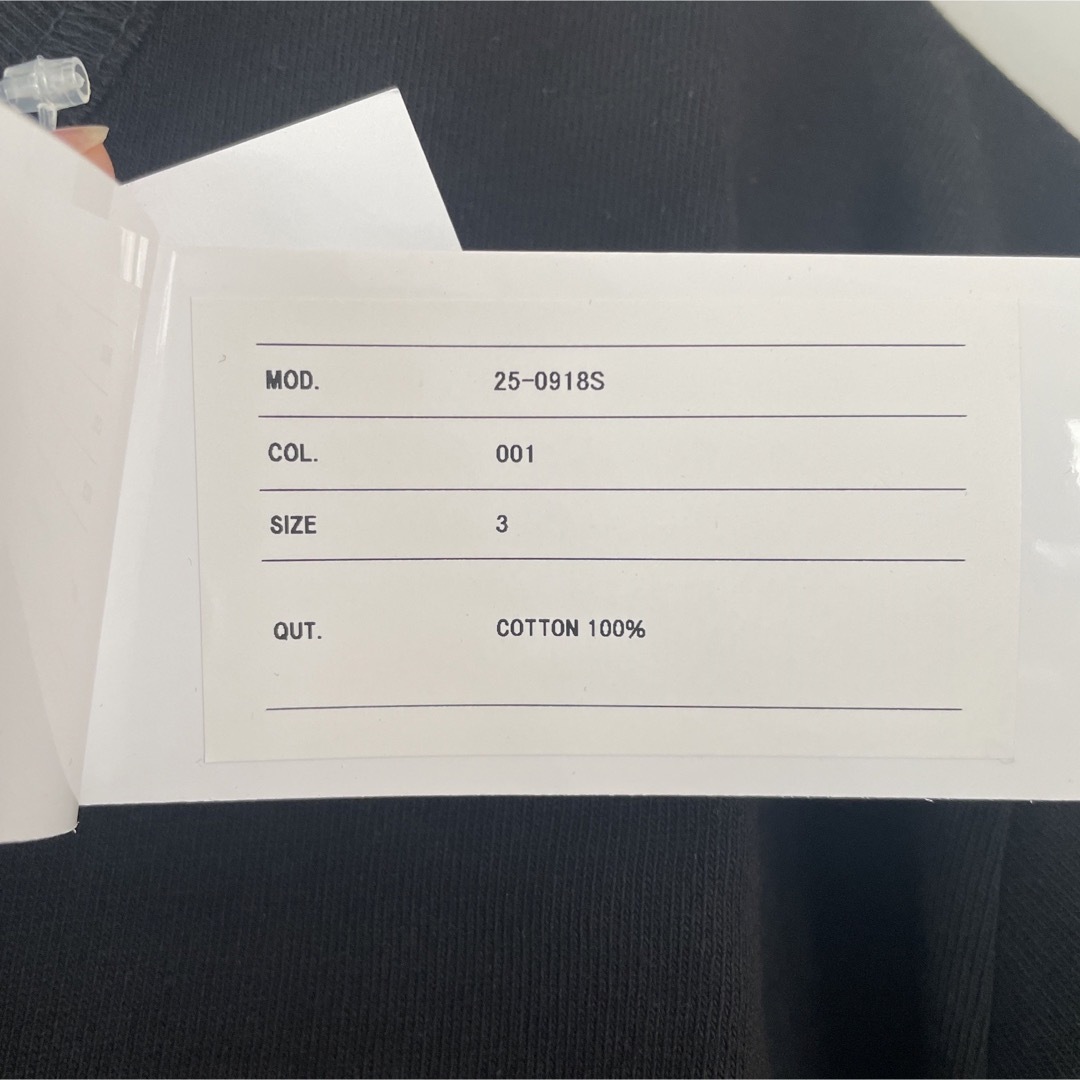 MOD. 25-0918S
COL. 001
SIZE 3
QUT. COTTON 100%